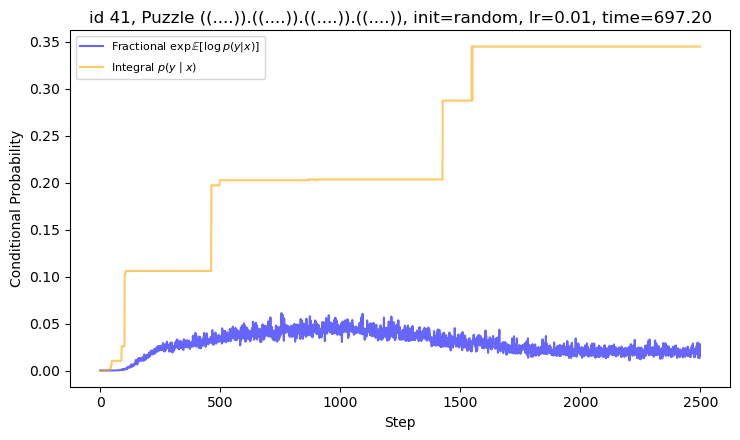 id 41, Puzzle ((....)).((....)).((....)).((....)), init=random, lr=0.01, time=697.20
Fractional exp𝔼[log p(y|x)]
Integral p(y | x)
Conditional Probability
0.35
0.30
0.25
0.20
0.15
0.10
0.05
0.00
0 500 1000 1500 2000 2500
Step